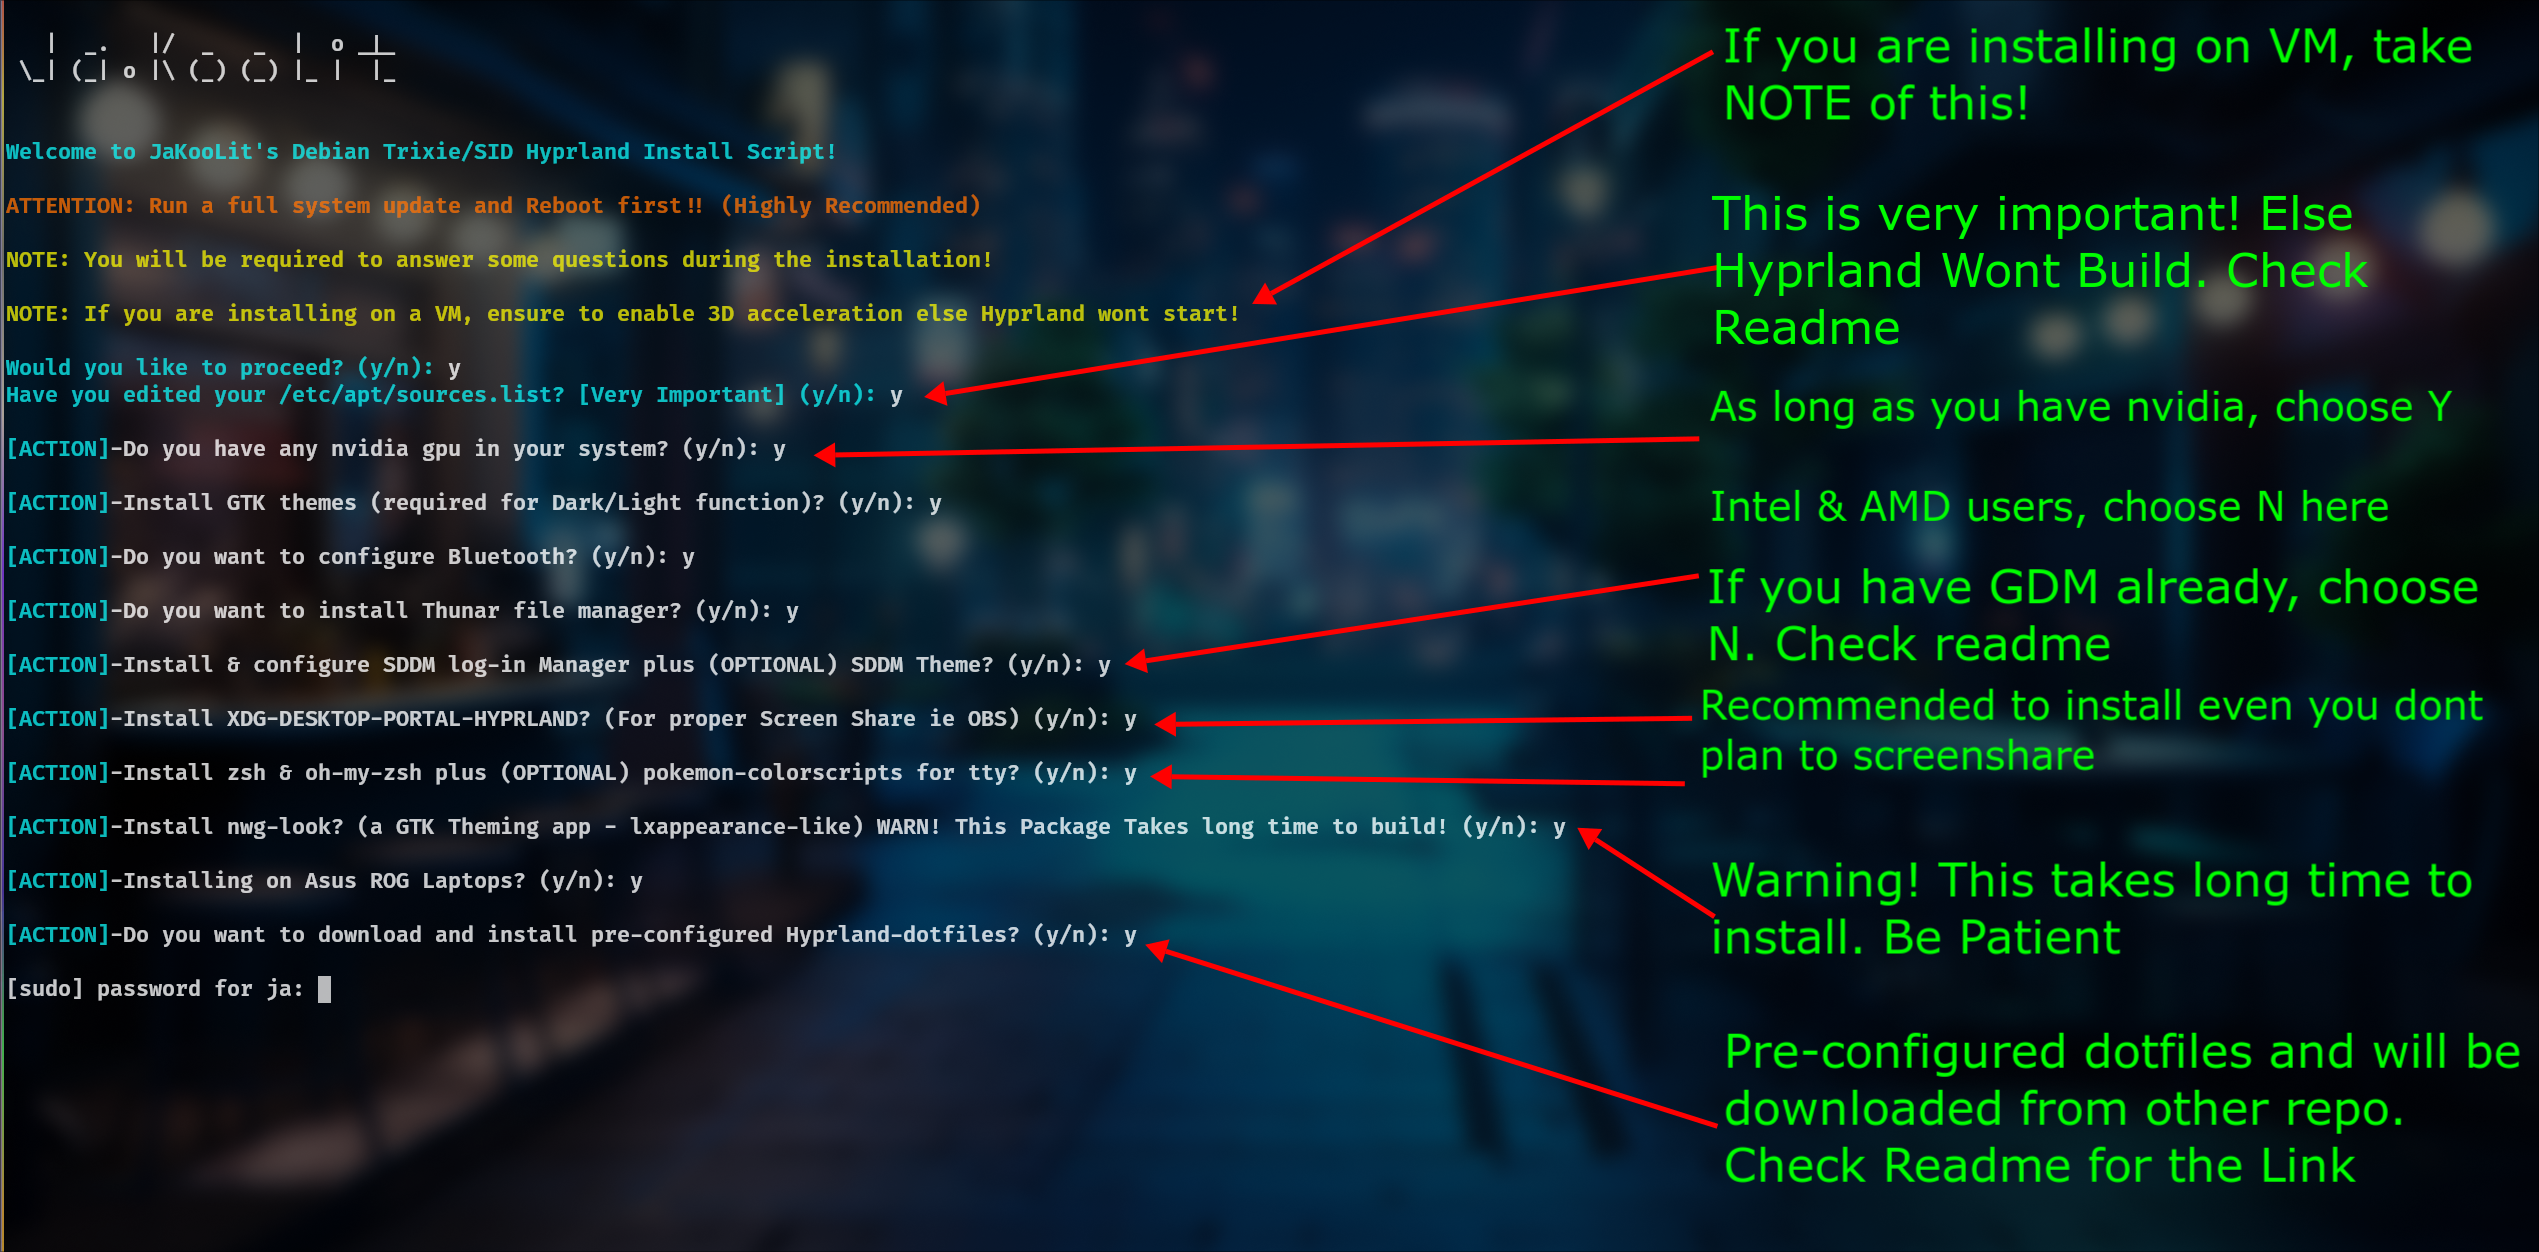 Welcome to JaKooLit's Debian Trixie/SID Hyprland Install Script!
ATTENTION: Run a full system update and Reboot first!! (Highly Recommended)
NOTE: You will be required to answer some questions during the installation!
NOTE: If you are installing on a VM, ensure to enable 3D acceleration else Hyprland wont start!
Would you like to proceed? (y/n): y
Have you edited your /etc/apt/sources.list? [Very Important] (y/n): y
[ACTION]-Do you have any nvidia gpu in your system? (y/n): y
[ACTION]-Install GTK themes (required for Dark/Light function)? (y/n): y
[ACTION]-Do you want to configure Bluetooth? (y/n): y
[ACTION]-Do you want to install Thunar file manager? (y/n): y
[ACTION]-Install & configure SDDM log-in Manager plus (OPTIONAL) SDDM Theme? (y/n): y
[ACTION]-Install XDG-DESKTOP-PORTAL-HYPRLAND? (For proper Screen Share ie OBS) (y/n): y
[ACTION]-Install zsh & oh-my-zsh plus (OPTIONAL) pokemon-colorscripts for tty? (y/n): y
[ACTION]-Install nwg-look? (a GTK Theming app - lxappearance-like) WARN! This Package Takes long time to build! (y/n): y
[ACTION]-Installing on Asus ROG Laptops? (y/n): y
[ACTION]-Do you want to download and install pre-configured Hyprland-dotfiles? (y/n): y
[sudo] password for ja:
If you are installing on VM, take
NOTE of this!
This is very important! Else
Hyprland Wont Build. Check
Readme
As long as you have nvidia, choose Y
Intel & AMD users, choose N here
If you have GDM already, choose
N. Check readme
Recommended to install even you dont
plan to screenshare
Warning! This takes long time to
install. Be Patient
Pre-configured dotfiles and will be
downloaded from other repo.
Check Readme for the Link